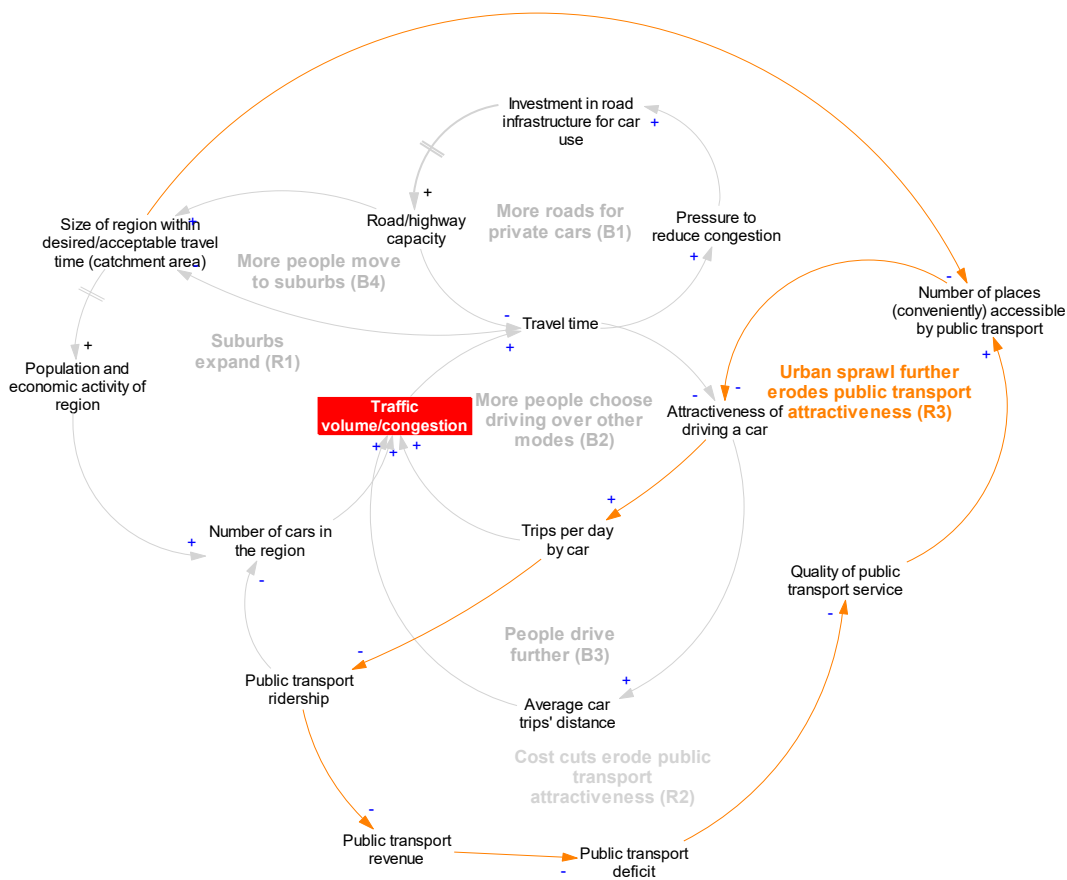 Investment in road
infrastructure for car
use
+
+
Size of region within
desired/acceptable travel
time (catchment area)
+
Road/highway
capacity
More roads for
private cars (B1)
Pressure to
reduce congestion
+
More people move
to suburbs (B4)
-
Number of places
(conveniently) accessible
by public transport
+
-
Travel time
+
Suburbs
expand (R1)
+
Population and
economic activity of
region
Urban sprawl further
erodes public transport
attractiveness (R3)
-
-
Attractiveness of
driving a car
Traffic
volume/congestion
More people choose
driving over other
modes (B2)
+
+
+
+
Trips per day
by car
+
Number of cars in
the region
-
Quality of public
transport service
-
People drive
further (B3)
-
Public transport
ridership
+
Average car
trips' distance
Cost cuts erode public
transport
attractiveness (R2)
-
Public transport
revenue
-
Public transport
deficit